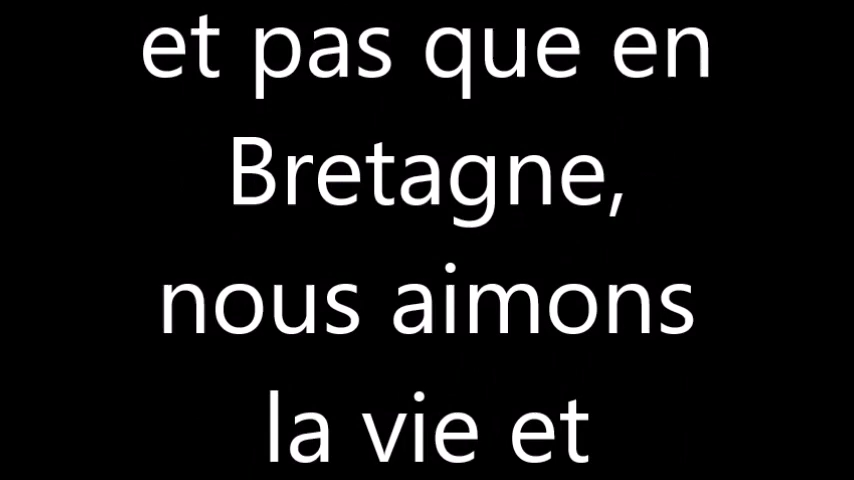 et pas que en
Bretagne,
nous aimons
la vie et